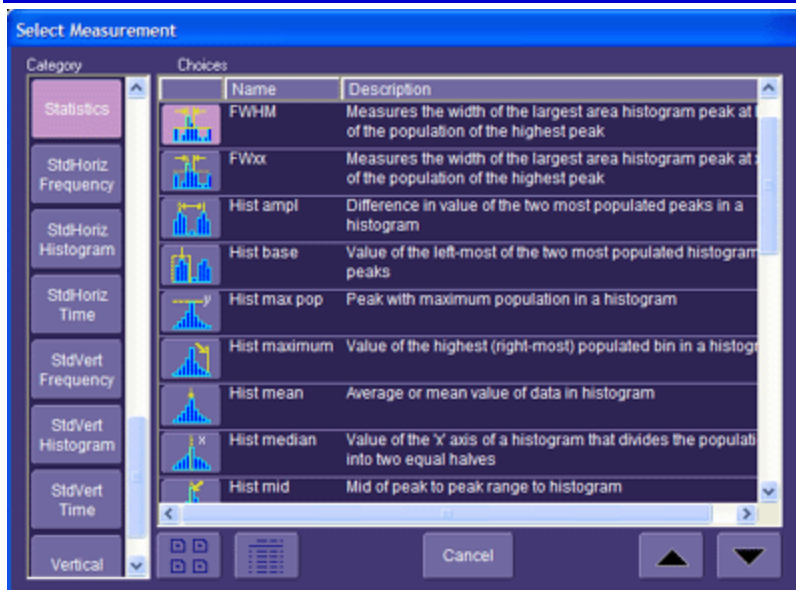 Select Measurement
Category
Choices
Statistics
StdHoriz
Frequency
StdHoriz
Histogram
StdHoriz
Time
StdVert
Frequency
StdVert
Histogram
StdVert
Time
Vertical
Name Description
FWHM Measures the width of the largest area histogram peak at
of the population of the highest peak
FWxx Measures the width of the largest area histogram peak at
of the population of the highest peak
Hist ampl Difference in value of the two most populated peaks in a
histogram
Hist base Value of the left-most of the two most populated histogram
peaks
y
Hist max pop Peak with maximum population in a histogram
Hist maximum Value of the highest (right-most) populated bin in a histogr
Hist mean Average or mean value of data in histogram
x
Hist median Value of the 'x' axis of a histogram that divides the populati
into two equal halves
Hist mid Mid of peak to peak range to histogram
Cancel